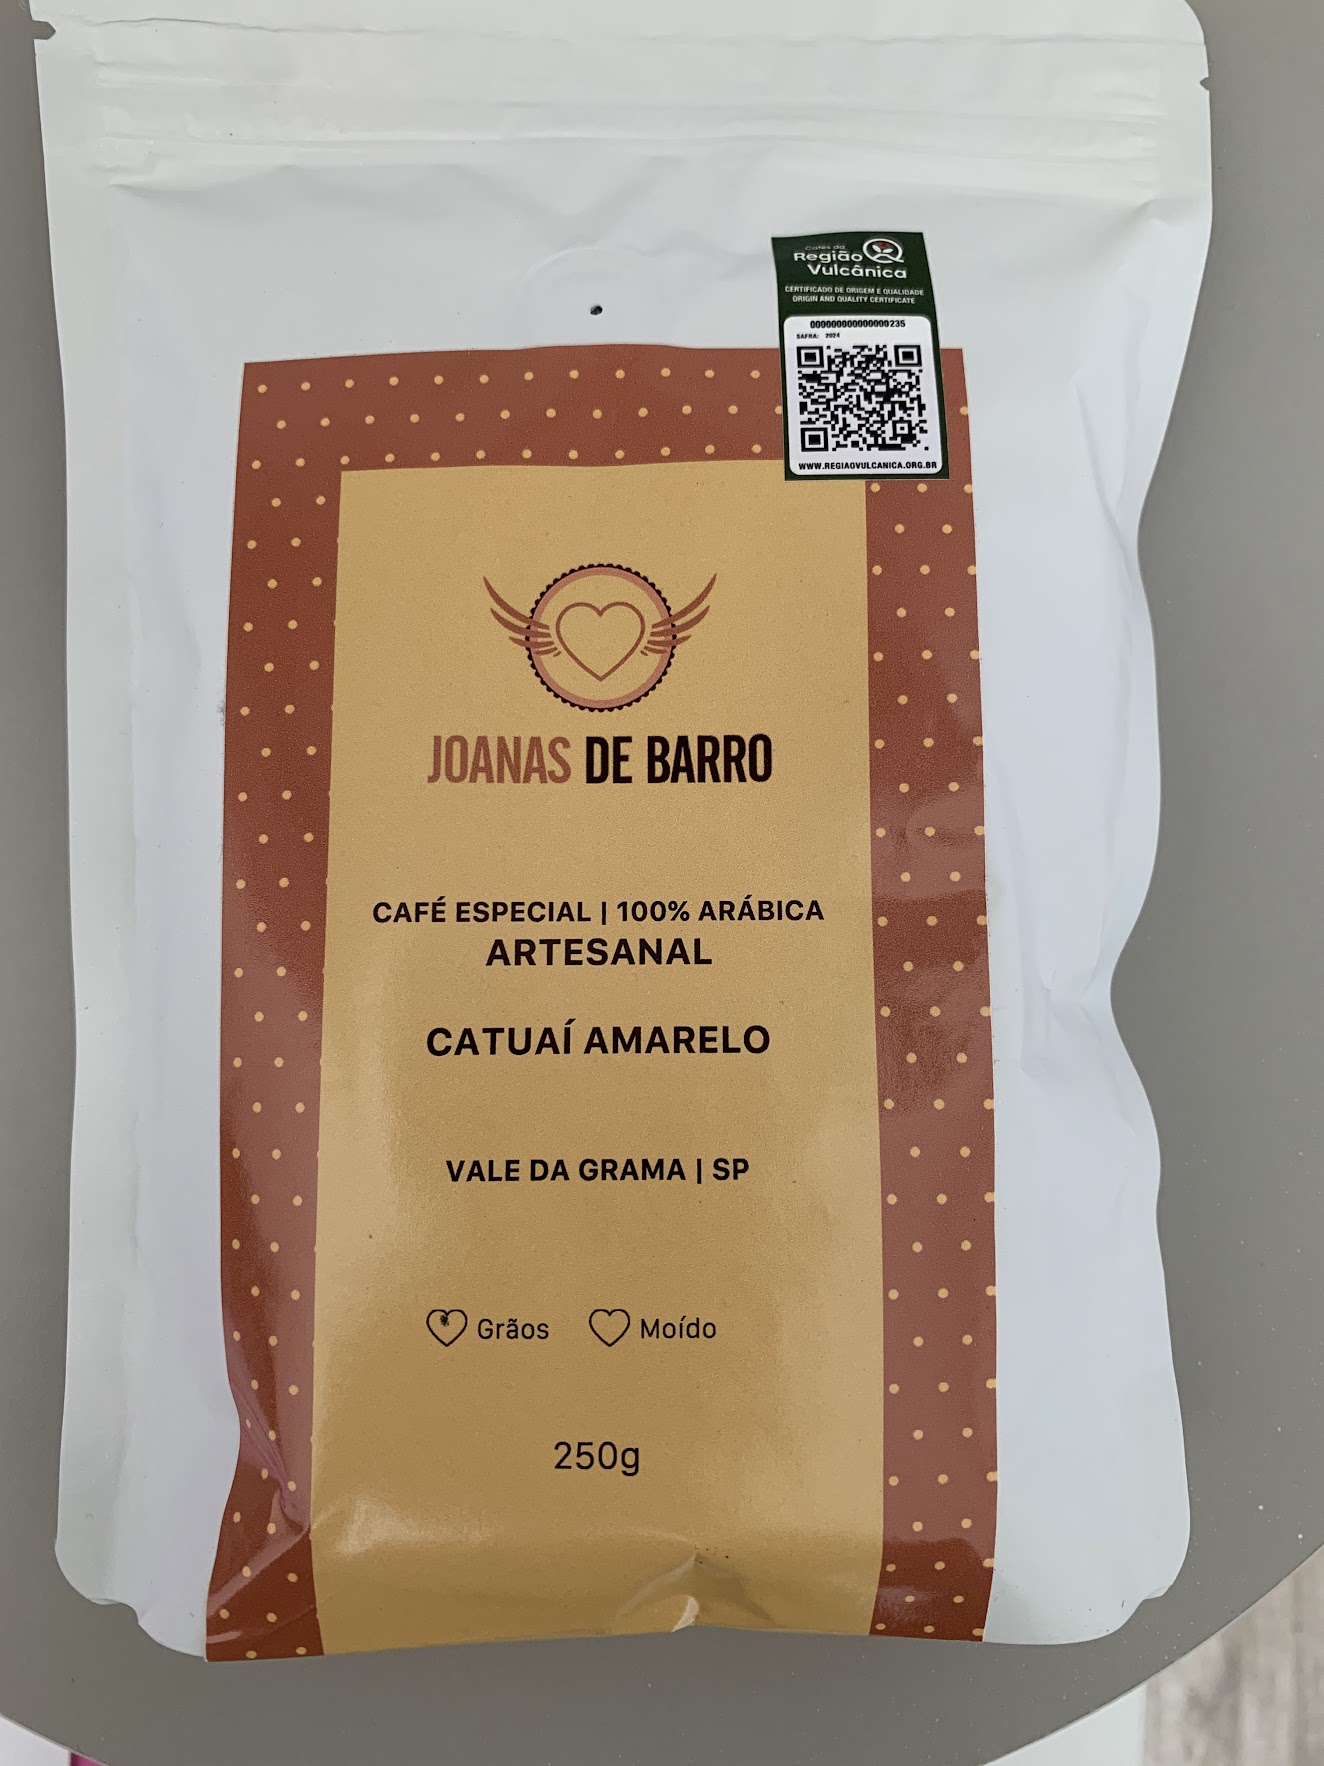 Cafés da
Região
Vulcânica
CERTIFICADO DE ORIGEM E QUALIDADE
ORIGIN AND QUALITY CERTIFICATE
000000000000000235
SAFRA: 2024
WWW.REGIAOVULCANICA.ORG.BR
JOANAS DE BARRO
CAFÉ ESPECIAL | 100% ARÁBICA
ARTESANAL
CATUAÍ AMARELO
VALE DA GRAMA | SP
Grãos Moído
250g